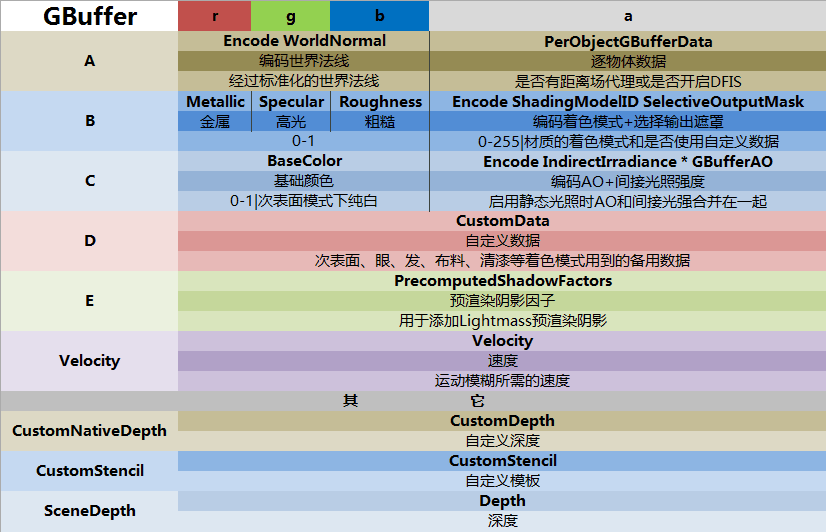 GBuffer r g b a
A
Encode WorldNormal PerObjectGBufferData
编码世界法线 逐物体数据
经过标准化的世界法线 是否有距离场代理或是否开启DFIS
B
Metallic Specular Roughness Encode ShadingModelID SelectiveOutputMask
金属 高光 粗糙 编码着色模式+选择输出遮罩
0-1 0-255|材质的着色模式和是否使用自定义数据
C
BaseColor Encode IndirectIrradiance * GBufferAO
基础颜色 编码AO+间接光照强度
0-1|次表面模式下纯白 启用静态光照时AO和间接光强合并在一起
D
CustomData
自定义数据
次表面、眼、发、布料、清漆等着色模式用到的备用数据
E
PrecomputedShadowFactors
预渲染阴影因子
用于添加Lightmass预渲染阴影
Velocity
Velocity
速度
运动模糊所需的速度
其 它
CustomNativeDepth
CustomDepth
自定义深度
CustomStencil
CustomStencil
自定义模板
SceneDepth
Depth
深度